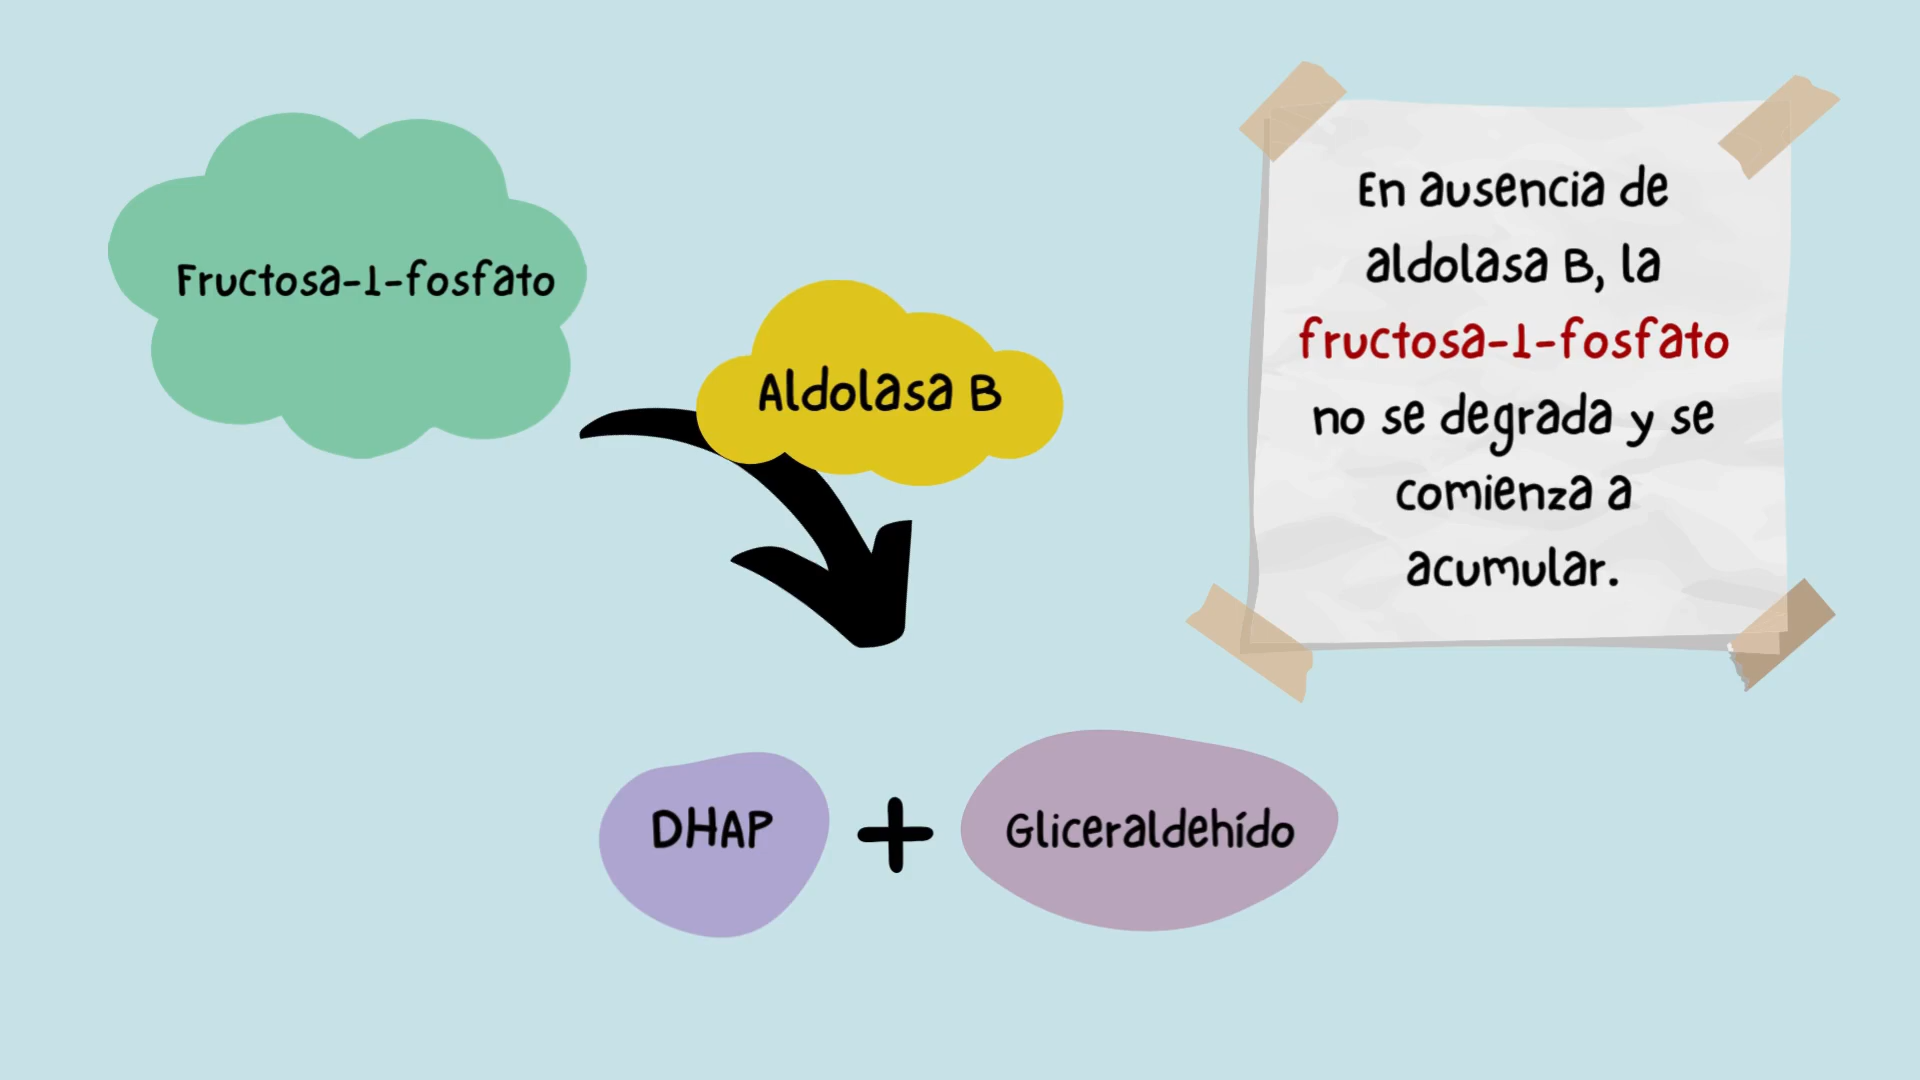 Fructosa-1-fosfato
Aldolasa B
DHAP
+
Gliceraldehído
En ausencia de
aldolasa B, la
fructosa-1-fosfato
no se degrada y se
comienza a
acumular.